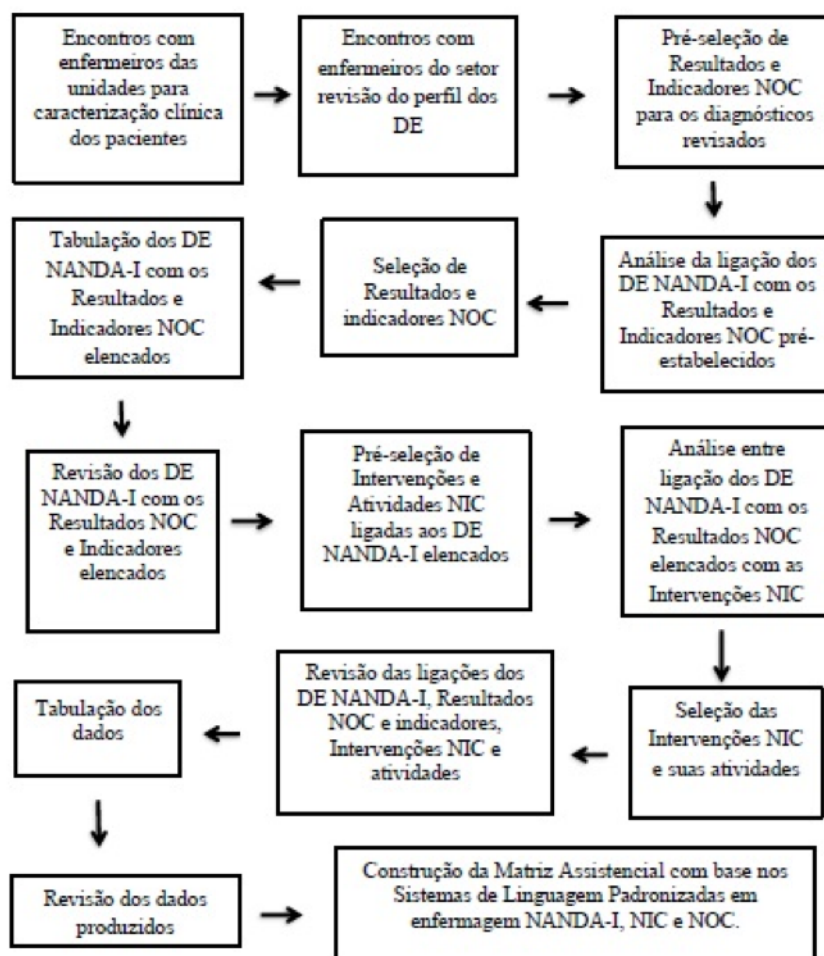 Encontros com
enfermeiros das
unidades para
caracterização clínica
dos pacientes
Encontros com
enfermeiros do setor
revisão do perfil dos
DE
Pré-seleção de
Resultados e
Indicadores NOC
para os diagnósticos
revisados
Análise da ligação dos
DE NANDA-I com os
Resultados e
Indicadores NOC pré-
estabelecidos
Seleção de
Resultados e
indicadores NOC
Tabulação dos DE
NANDA-I com os
Resultados e
Indicadores NOC
elencados
Revisão dos DE
NANDA-I com os
Resultados NOC
e Indicadores
elencados
Pré-seleção de
Intervenções e
Atividades NIC
ligadas aos DE
NANDA-I elencados
Análise entre
ligação dos DE
NANDA-I com os
Resultados NOC
elencados com as
Intervenções NIC
Seleção das
Intervenções NIC
e suas atividades
Revisão das ligações dos
DE NANDA-I, Resultados
NOC e indicadores,
Intervenções NIC e
atividades
Tabulação dos
dados
Revisão dos dados
produzidos
Construção da Matriz Assistencial com base nos
Sistemas de Linguagem Padronizadas em
enfermagem NANDA-I, NIC e NOC.